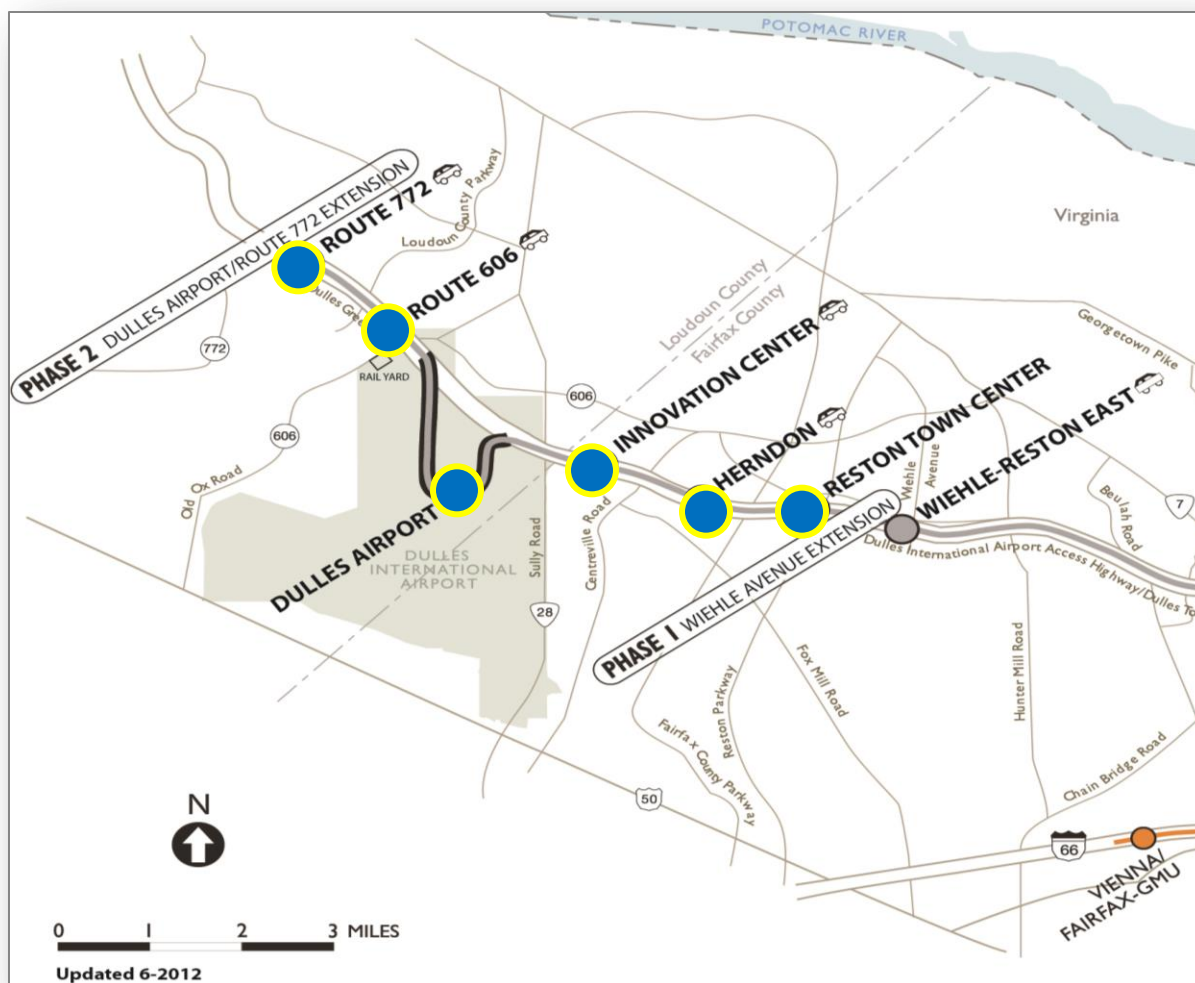 POTOMAC RIVER
Virginia
PHASE 2 DULLES AIRPORT/ROUTE 772 EXTENSION
ROUTE 772
Loudoun County Parkway
ROUTE 606
Dulles Gree
772
RAIL YARD
606
606
Old Ox Road
Loudoun County
Fairfax County
Georgetown Pike
INNOVATION CENTER
HERNDON
RESTON TOWN CENTER
WIEHLE-RESTON EAST
Wiehle
Avenue
Beulah Road
7
DULLES AIRPORT
DULLES
INTERNATIONAL
AIRPORT
Sully Road
Centreville Road
28
Dulles International Airport Access Highway/Dulles To
PHASE 1 WIEHLE AVENUE EXTENSION
Fox Mill Road
Hunter Mill Road
Reston Parkway
Fairfax County Parkway
Chain Bridge Road
50
66
VIENNA/
FAIRFAX-GMU
N
0 1 2 3 MILES
Updated 6-2012